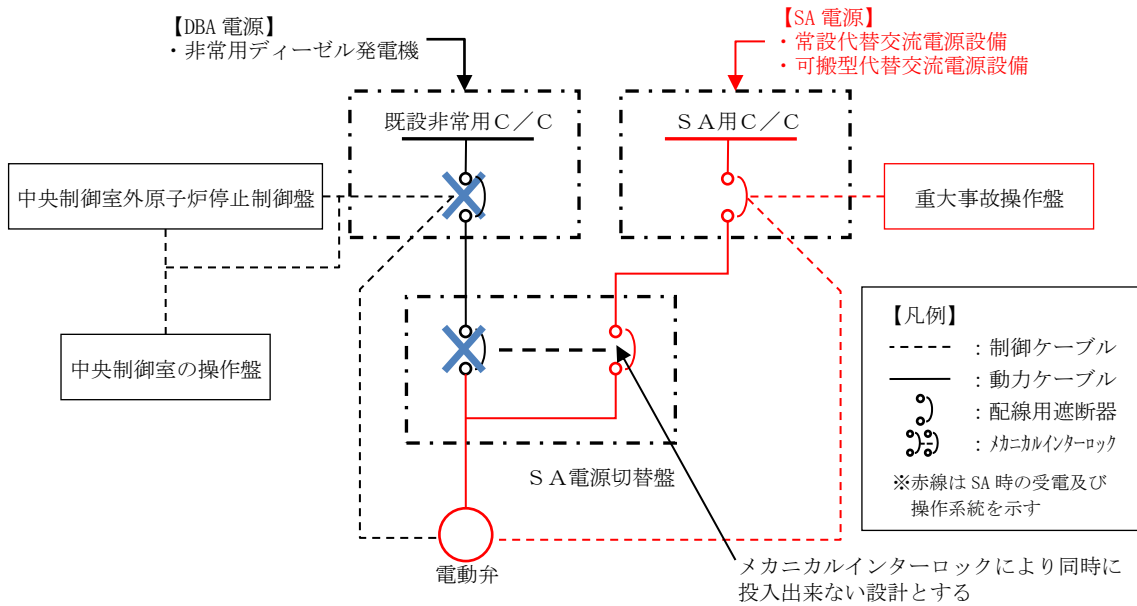 【DBA 電源】
・非常用ディーゼル発電機
【SA 電源】
・常設代替交流電源設備
・可搬型代替交流電源設備
既設非常用Ｃ／Ｃ
ＳＡ用Ｃ／Ｃ
中央制御室外原子炉停止制御盤
重大事故操作盤
中央制御室の操作盤
ＳＡ電源切替盤
電動弁
【凡例】
：制御ケーブル
：動力ケーブル
：配線用遮断器
：ﾒｶﾆｶﾙｲﾝﾀｰﾛｯｸ
※赤線は SA 時の受電及び
操作系統を示す
メカニカルインターロックにより同時に
投入出来ない設計とする